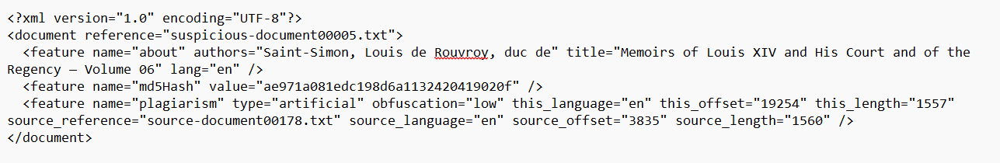 <?xml version="1.0" encoding="UTF-8"?>
<document reference="suspicious-document00005.txt">
<feature name="about" authors="Saint-Simon, Louis de Rouvroy, duc de" title="Memoirs of Louis XIV and His Court and of the
Regency — Volume 06" lang="en" />
<feature name="md5Hash" value="ae971a081edc198d6a1132420419020f" />
<feature name="plagiarism" type="artificial" obfuscation="low" this_language="en" this_offset="19254" this_length="1557"
source_reference="source-document00178.txt" source_language="en" source_offset="3835" source_length="1560" />
</document>